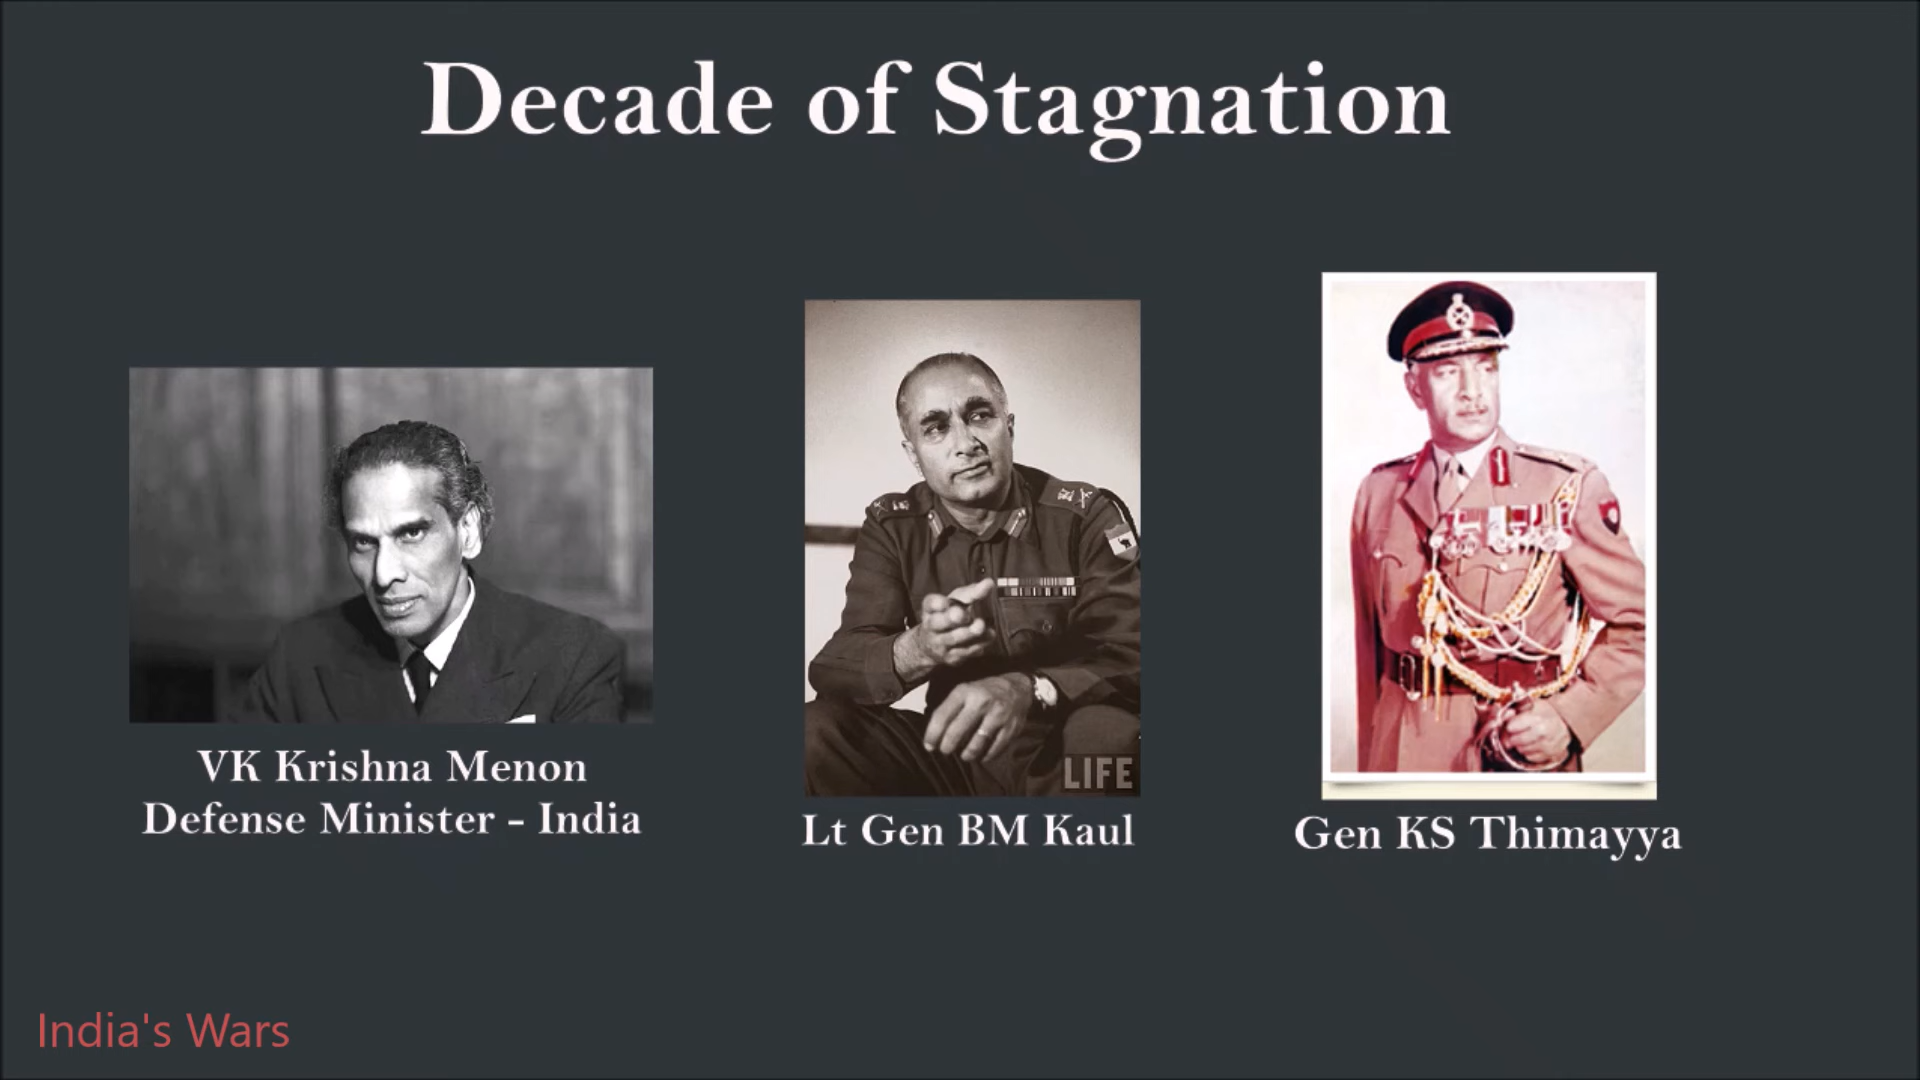 Decade of Stagnation
LIFE
VK Krishna Menon
Defense Minister - India
Lt Gen BM Kaul
Gen KS Thimayya
India's Wars